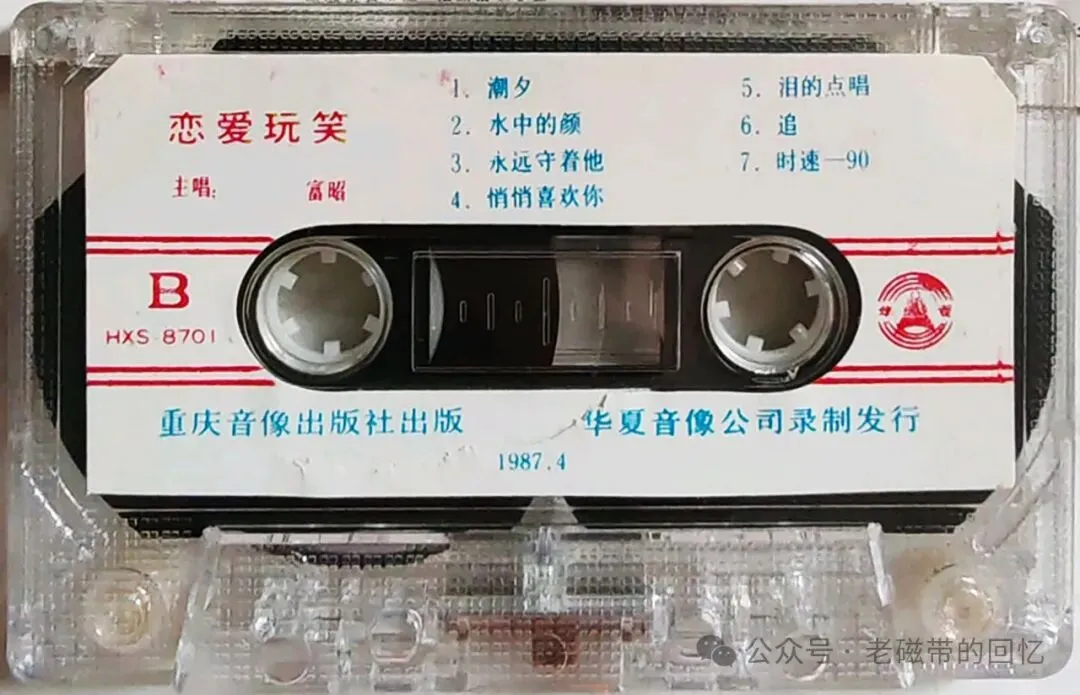 恋爱玩笑
主唱: 富昭
1. 潮夕
2. 水中的颜
3. 永远守着他
4. 悄悄喜欢你
5. 泪的点唱
6. 追
7. 时速—90
B
HXS-8701
重庆音像出版社出版
华夏音像公司录制发行
1987.4
公众号·老磁带的回忆